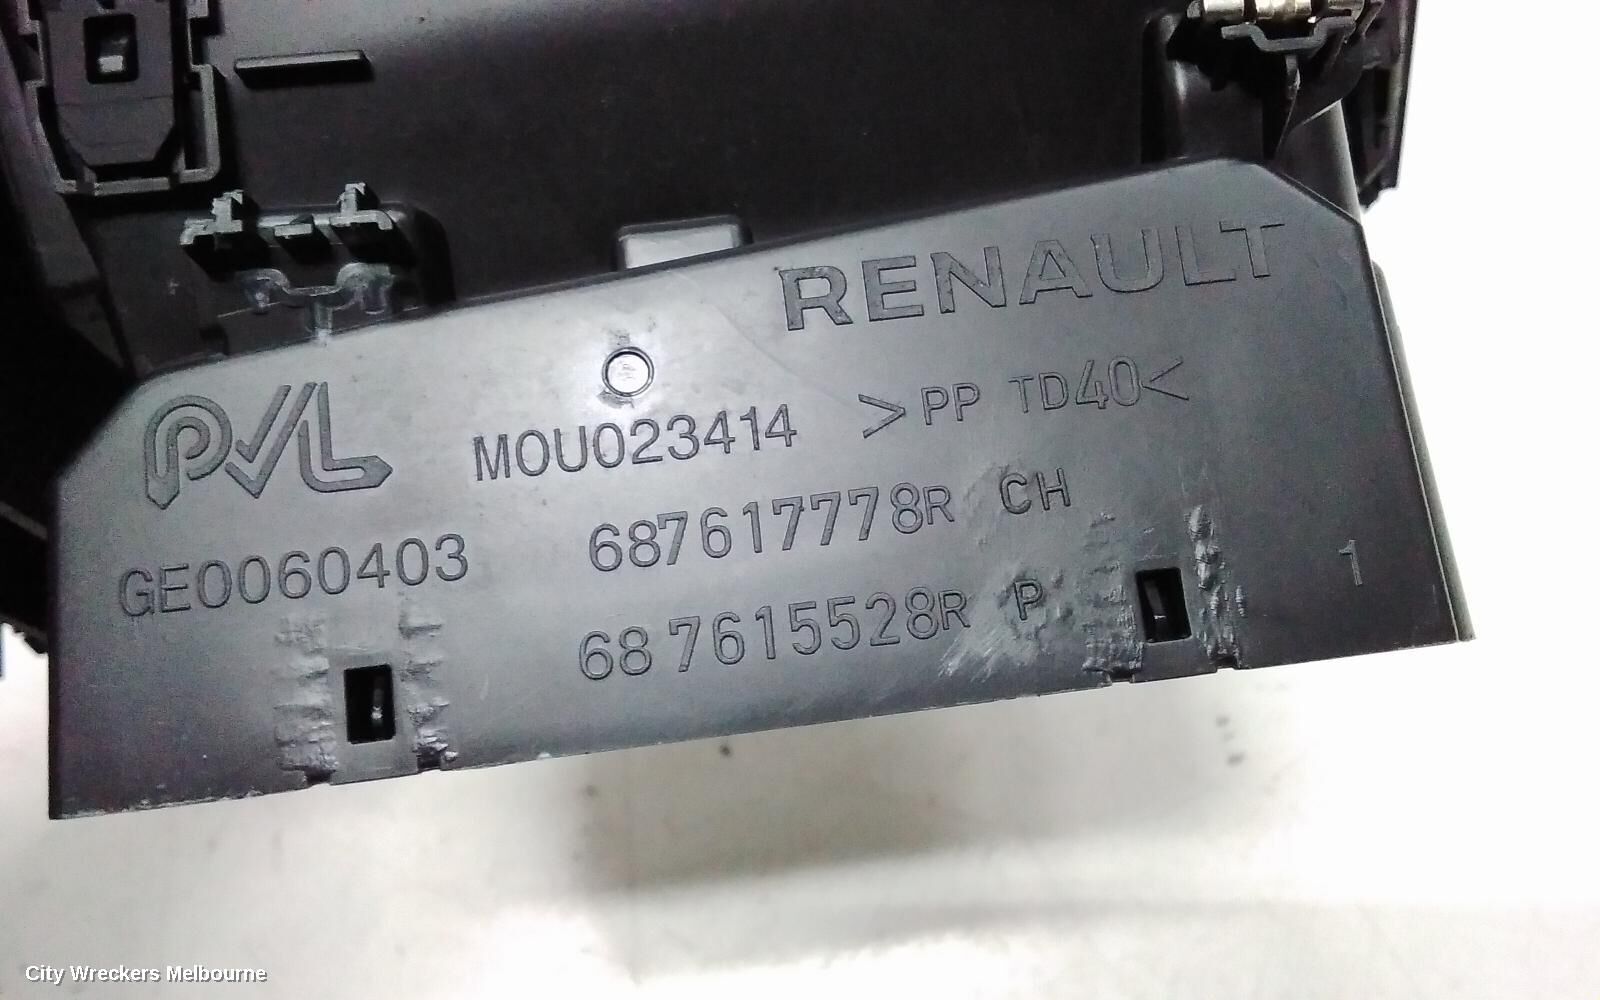 RENAULT
PVL
MOU023414 >PP TD40<
GE0060403
687617778R CH
687615528R P
1
City Wreckers Melbourne